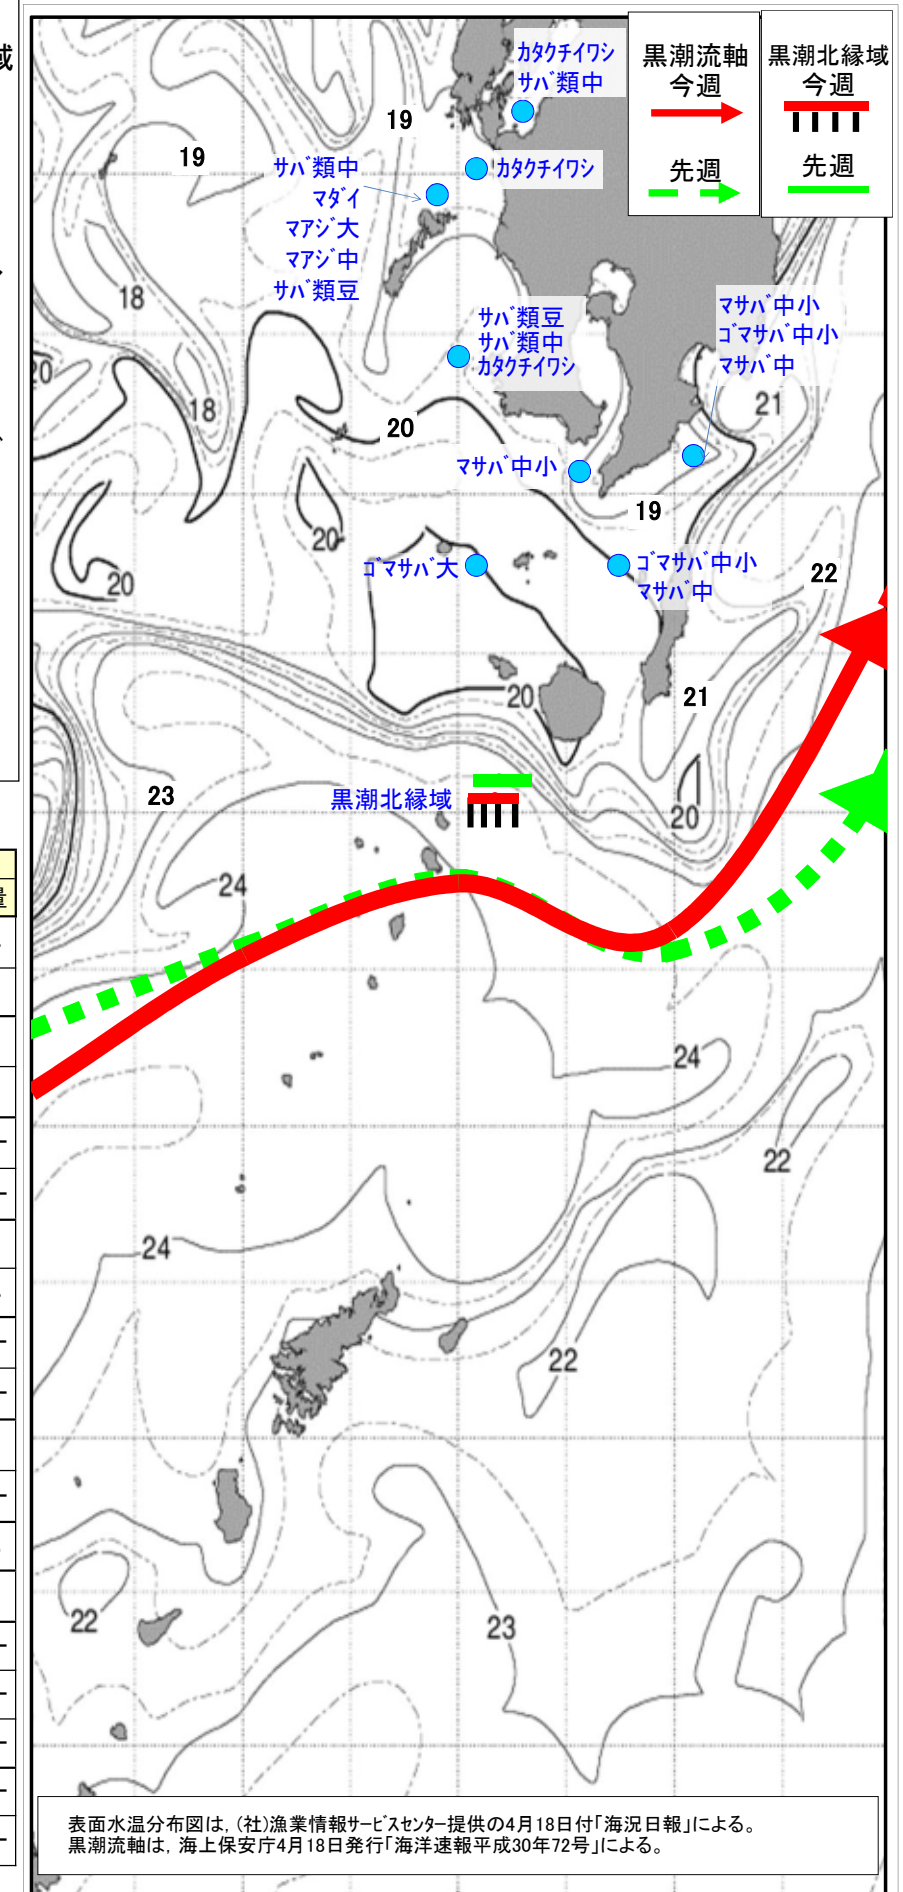 域
カタクチイワシ
サバ類中
黒潮流軸
今週
先週
黒潮北縁域
今週
先週
19
19
サバ類中
マダイ
マアジ大
マアジ中
サバ類豆
カタクチイワシ
18
サバ類豆
サバ類中
カタクチイワシ
マサバ中小
ゴマサバ中小
マサバ中
20
18
21
20
マサバ中小
19
20
20
ゴマサバ大
ゴマサバ中小
マサバ中
22
20
21
23
黒潮北縁域
20
24
量
24
22
24
22
22
23
表面水温分布図は，(社)漁業情報サービスセンター提供の4月18日付「海況日報」による。
黒潮流軸は，海上保安庁4月18日発行「海洋速報平成30年72号」による。